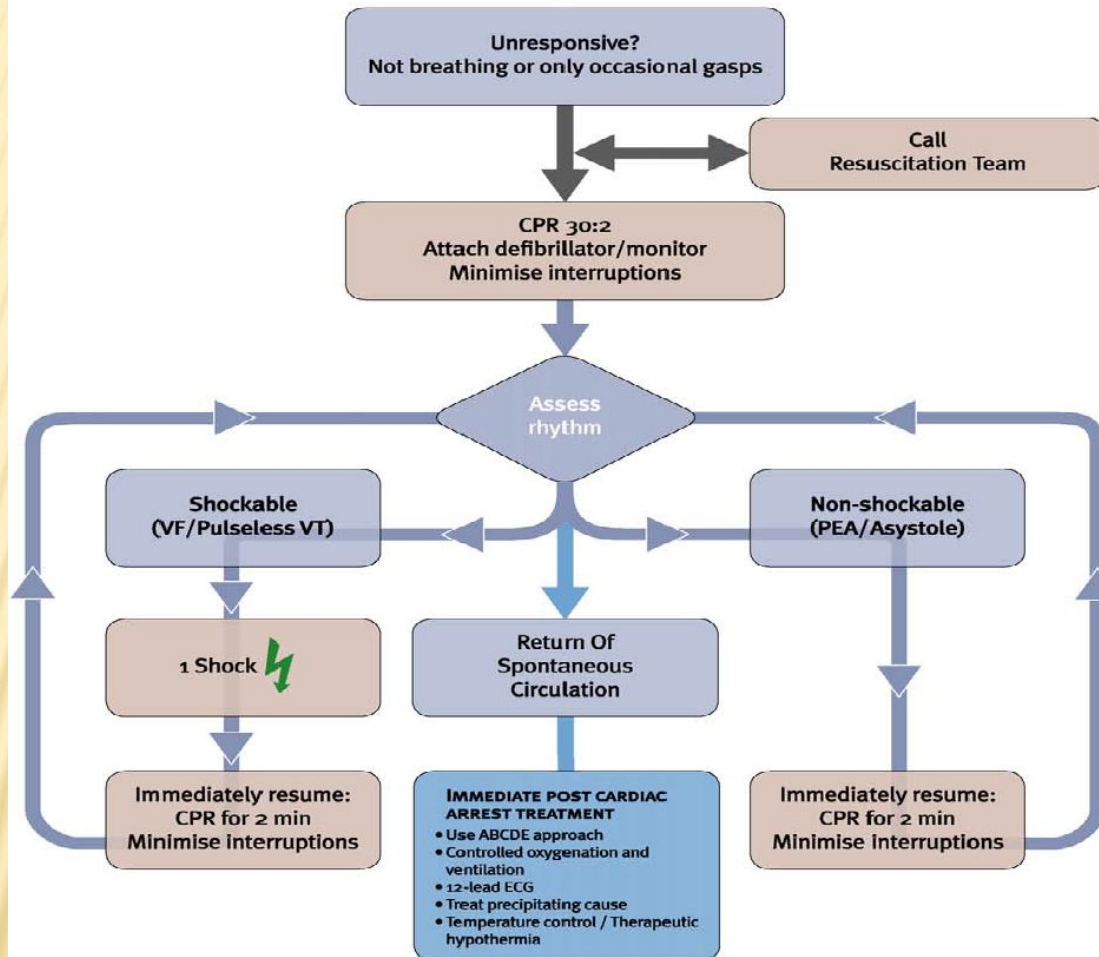 Unresponsive?
Not breathing or only occasional gasps
Call
Resuscitation Team
CPR 30:2
Attach defibrillator/monitor
Minimise interruptions
Assess
rhythm
Shockable
(VF/Pulseless VT)
Non-shockable
(PEA/Asystole)
1 Shock
Return Of
Spontaneous
Circulation
Immediately resume:
CPR for 2 min
Minimise interruptions
IMMEDIATE POST CARDIAC
ARREST TREATMENT
• Use ABCDE approach
• Controlled oxygenation and
ventilation
• 12-lead ECG
• Treat precipitating cause
• Temperature control / Therapeutic
hypothermia
Immediately resume:
CPR for 2 min
Minimise interruptions